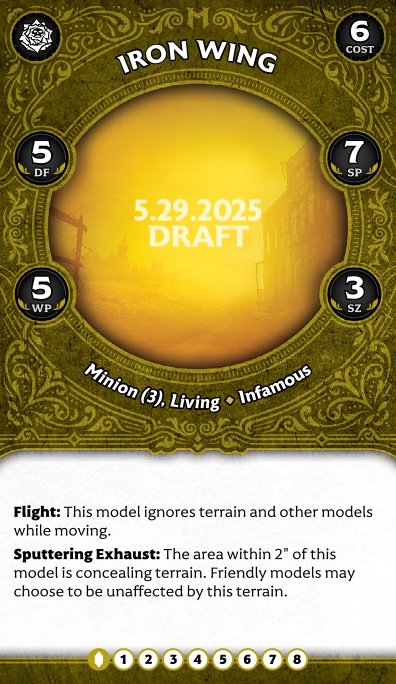 IRON WING
6
COST
5
DF
7
SP
5.29.2025
DRAFT
5
WP
3
SZ
Minion (3), Living ⬥ Infamous
Flight: This model ignores terrain and other models
while moving.
Sputtering Exhaust: The area within 2" of this
model is concealing terrain. Friendly models may
choose to be unaffected by this terrain.
1 2 3 4 5 6 7 8